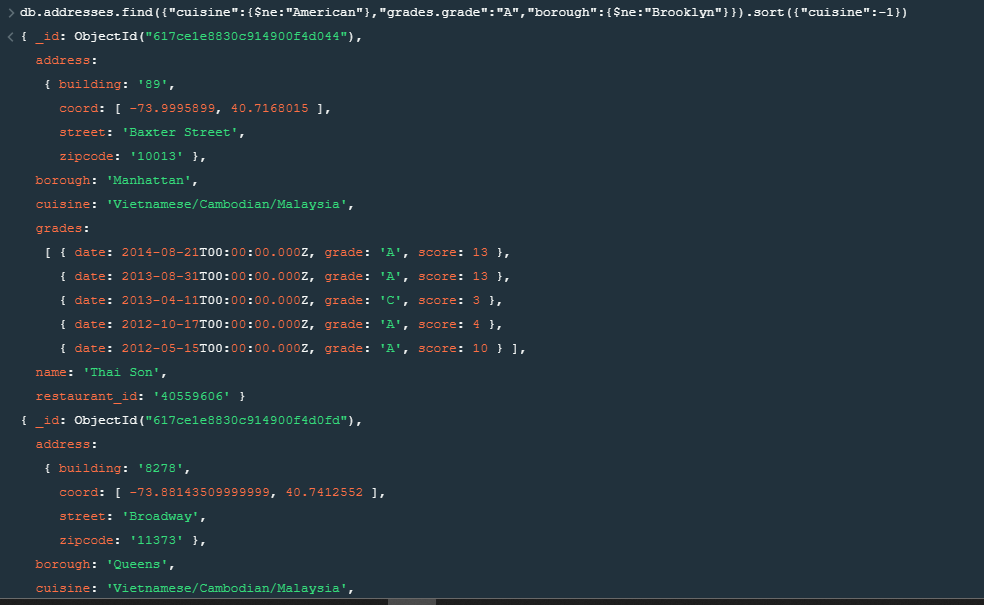 > db.addresses.find({"cuisine":{$ne:"American"},"grades.grade":"A","borough":{$ne:"Brooklyn"}}).sort({"cuisine":-1})
< { _id: ObjectId("617ce1e8830c914900f4d044"),
address:
{ building: '89',
coord: [ -73.9995899, 40.7168015 ],
street: 'Baxter Street',
zipcode: '10013' },
borough: 'Manhattan',
cuisine: 'Vietnamese/Cambodian/Malaysia',
grades:
[ { date: 2014-08-21T00:00:00.000Z, grade: 'A', score: 13 },
{ date: 2013-08-31T00:00:00.000Z, grade: 'A', score: 13 },
{ date: 2013-04-11T00:00:00.000Z, grade: 'C', score: 3 },
{ date: 2012-10-17T00:00:00.000Z, grade: 'A', score: 4 },
{ date: 2012-05-15T00:00:00.000Z, grade: 'A', score: 10 } ],
name: 'Thai Son',
restaurant_id: '40559606' }
{ _id: ObjectId("617ce1e8830c914900f4d0fd"),
address:
{ building: '8278',
coord: [ -73.88143509999999, 40.7412552 ],
street: 'Broadway',
zipcode: '11373' },
borough: 'Queens',
cuisine: 'Vietnamese/Cambodian/Malaysia',